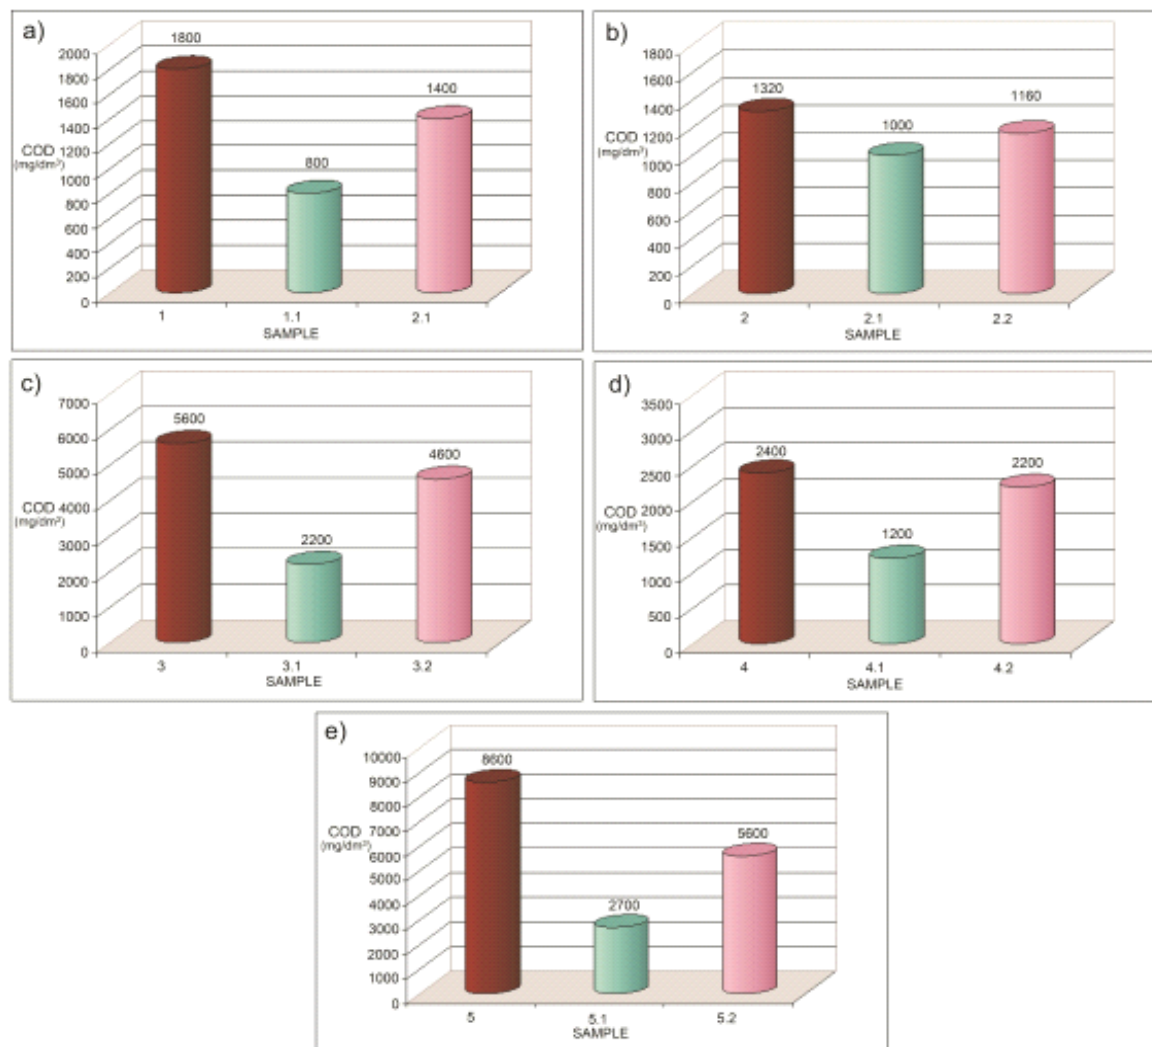 a)
1800
2000
1800
1600
1400
1200
1000
800
600
400
200
0
COD
(mg/dm³)
800
1400
1 1.1 2.1
SAMPLE
b)
1800
1600
1400
1200
1000
800
600
400
200
0
COD
(mg/dm³)
1320
1000
1160
2 2.1 2.2
SAMPLE
c)
7000
6000
5000
4000
3000
2000
1000
0
COD
(mg/dm³)
5600
2200
4600
3 3.1 3.2
SAMPLE
d)
3500
3000
2500
2000
1500
1000
500
0
COD
(mg/dm³)
2400
1200
2200
4 4.1 4.2
SAMPLE
e)
10000
9000
8000
7000
6000
5000
4000
3000
2000
1000
0
COD
(mg/dm³)
8600
2700
5600
5 5.1 5.2
SAMPLE